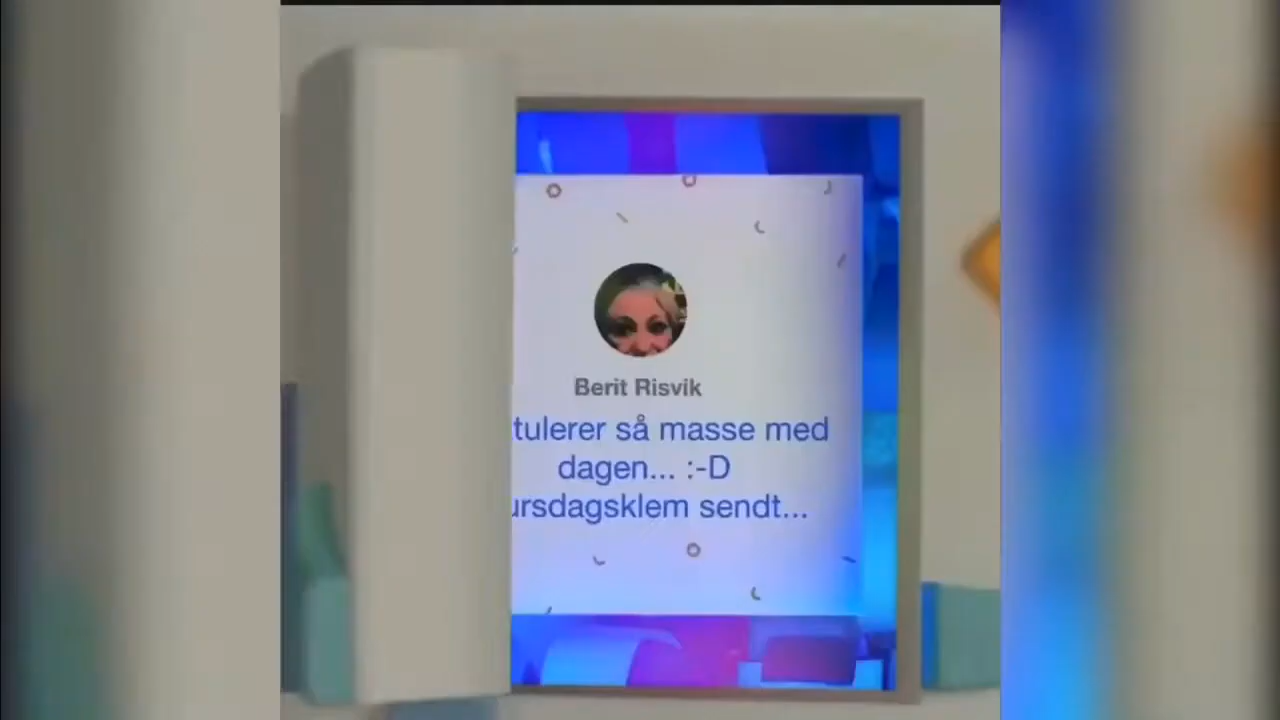 Berit Risvik
tulerer så masse med
dagen... :-D
ursdagsklem sendt...